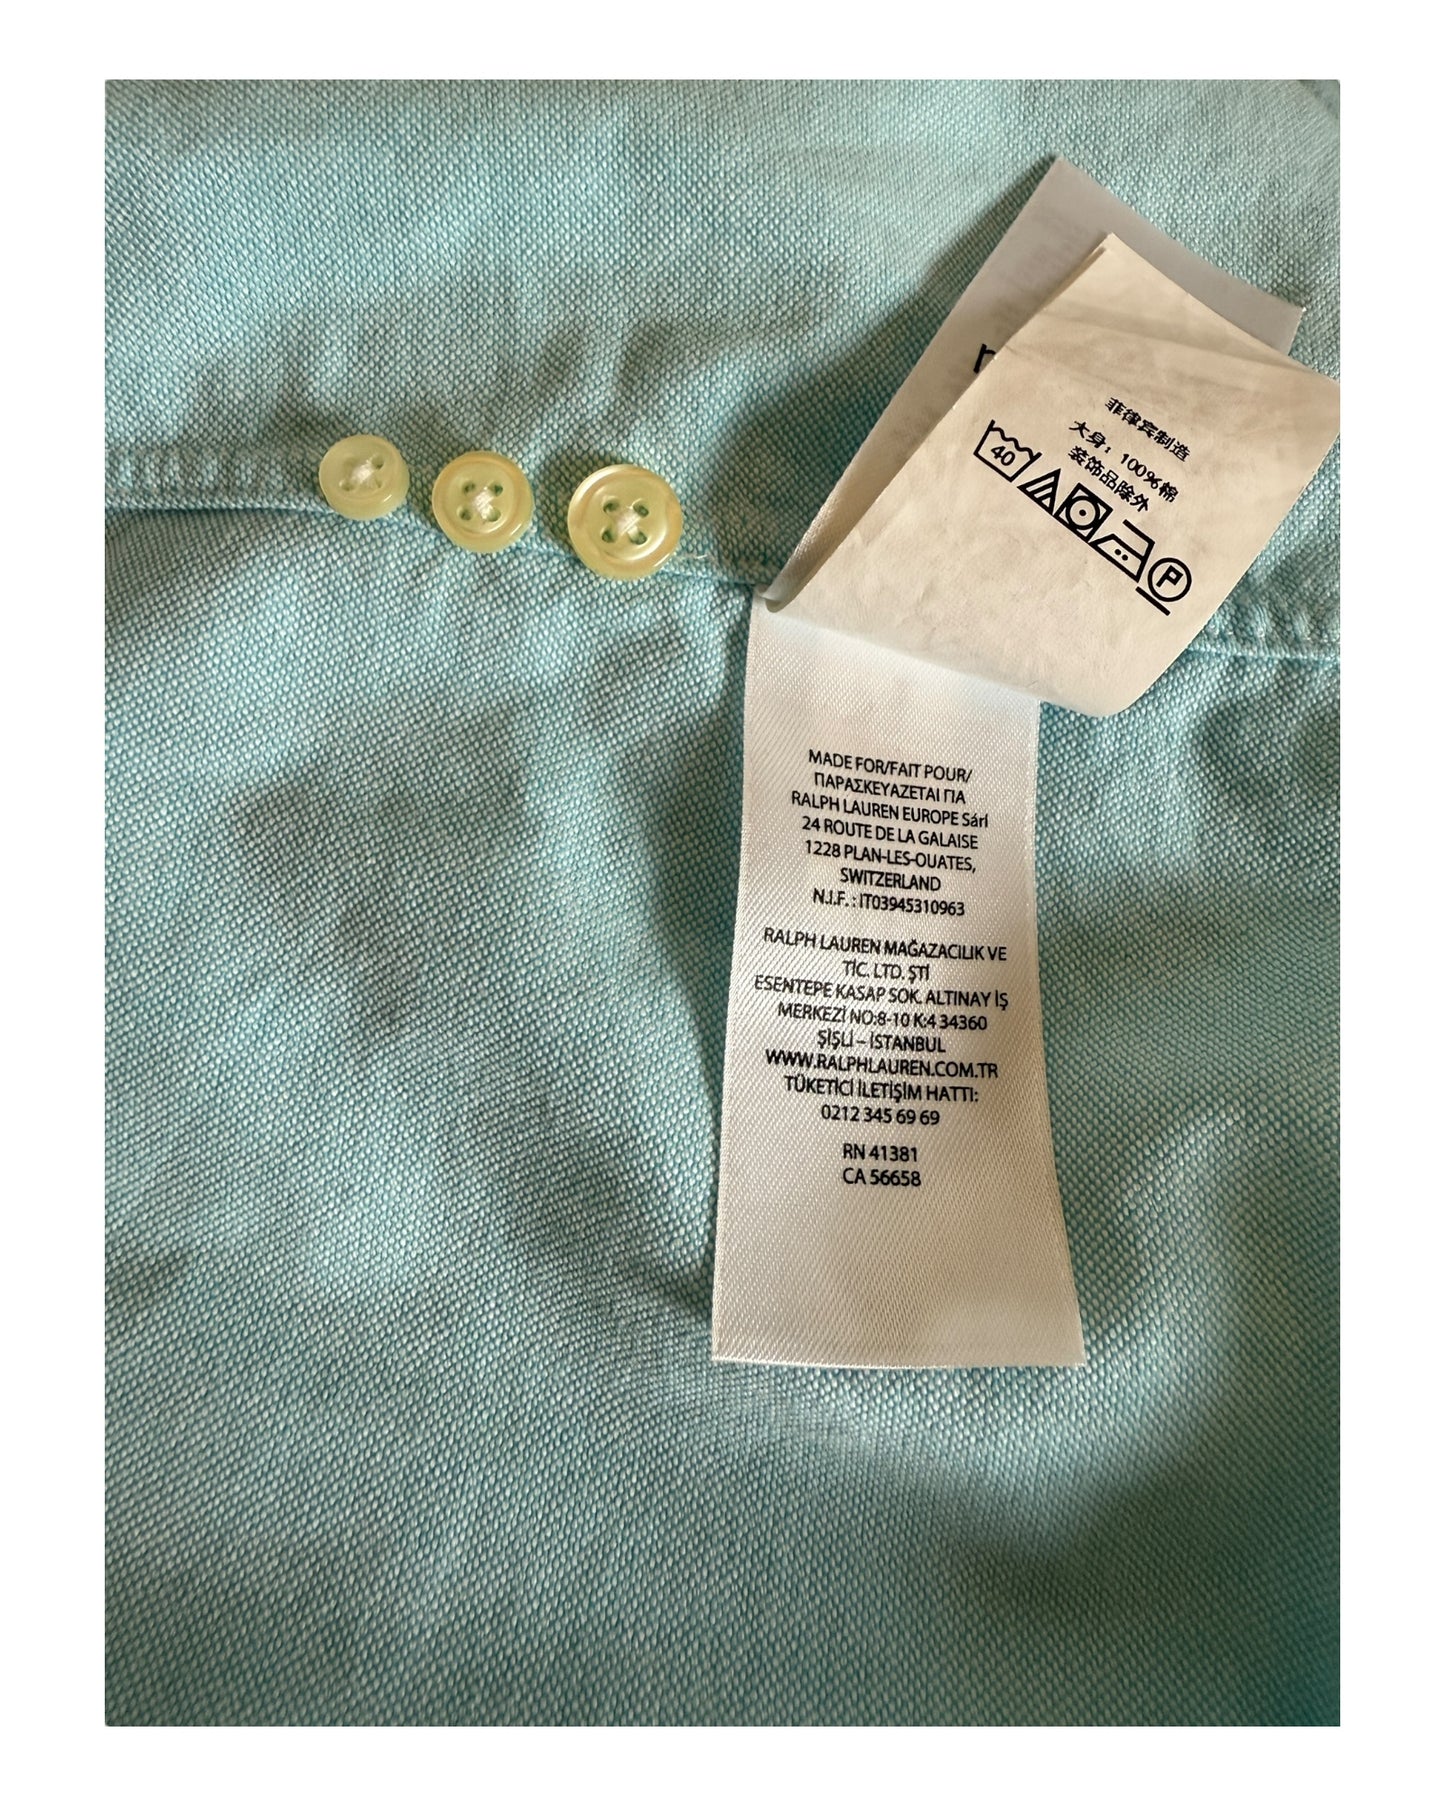 菲律宾制造
大身：100%棉
装饰品除外
40
P
MADE FOR/FAIT POUR/
ΠΑΡΑΣΚΕΥΑΖΕΤΑΙ ΓΙΑ
RALPH LAUREN EUROPE Sárl
24 ROUTE DE LA GALAISE
1228 PLAN-LES-OUATES,
SWITZERLAND
N.I.F. : IT03945310963
RALPH LAUREN MAĞAZACILIK VE
TİC. LTD. ŞTİ
ESENTEPE KASAP SOK. ALTINAY İŞ
MERKEZİ NO:8-10 K:4 34360
ŞİŞLİ – İSTANBUL
WWW.RALPHLAUREN.COM.TR
TÜKETİCİ İLETİŞİM HATTI:
0212 345 69 69
RN 41381
CA 56658